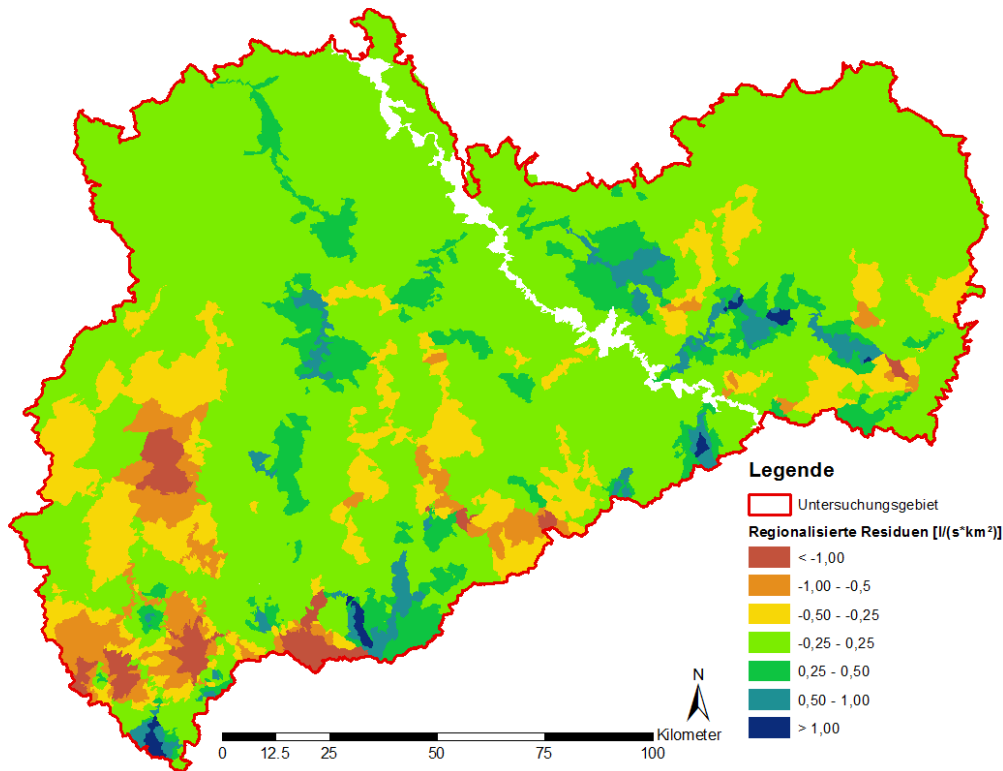 Legende
Untersuchungsgebiet
Regionalisierte Residuen [l/(s*km²)]
< -1,00
-1,00 - -0,5
-0,50 - -0,25
-0,25 - 0,25
0,25 - 0,50
0,50 - 1,00
> 1,00
N
Kilometer
0 12.5 25 50 75 100